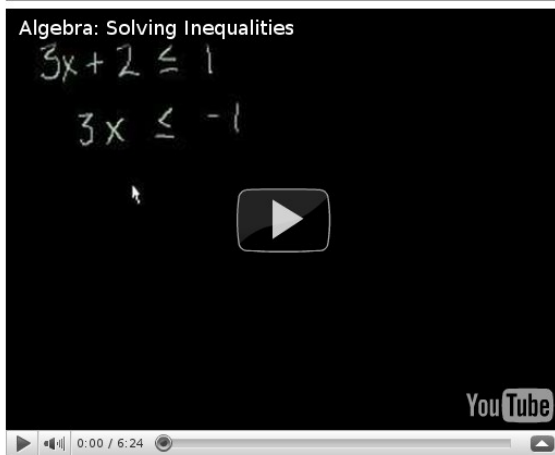 Algebra: Solving Inequalities
3x + 2 ≤ 1
3x ≤ -1
YouTube
0:00 / 6:24